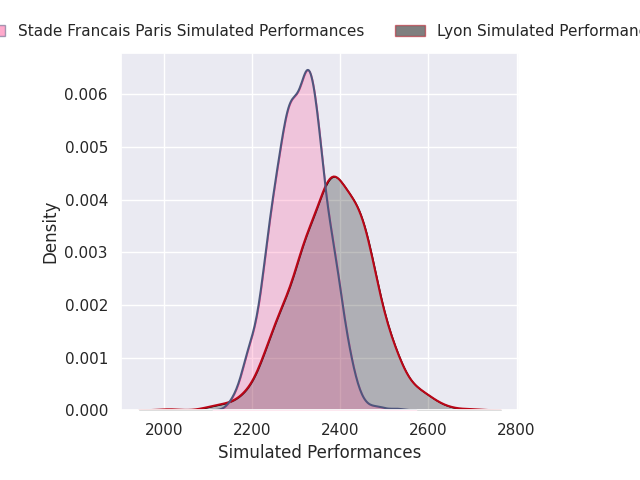 Stade Francais Paris Simulated Performances
Lyon Simulated
0.006
0.005
0.004
0.003
0.002
0.001
0.000
Density
2000 2200 2400 2600 2800
Simulated Performances